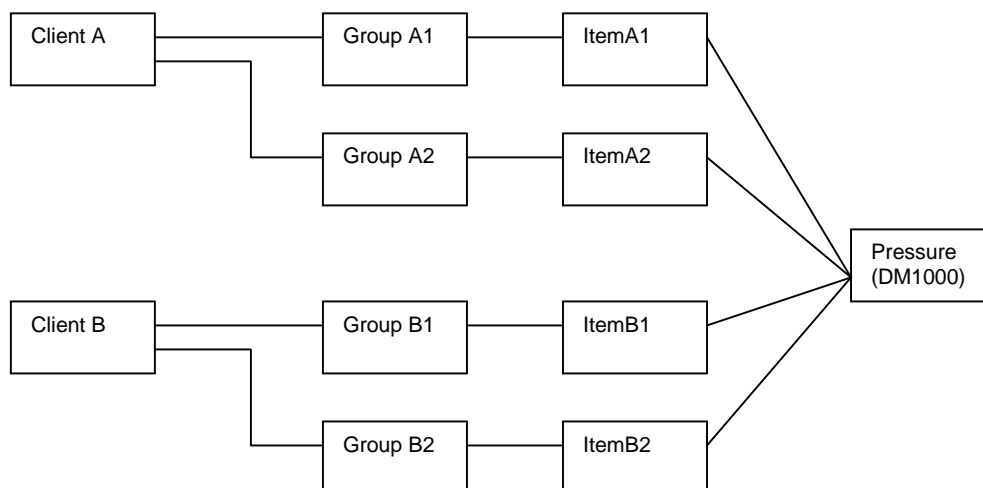 Client A
Group A1
ItemA1
Group A2
ItemA2
Pressure
(DM1000)
Client B
Group B1
ItemB1
Group B2
ItemB2